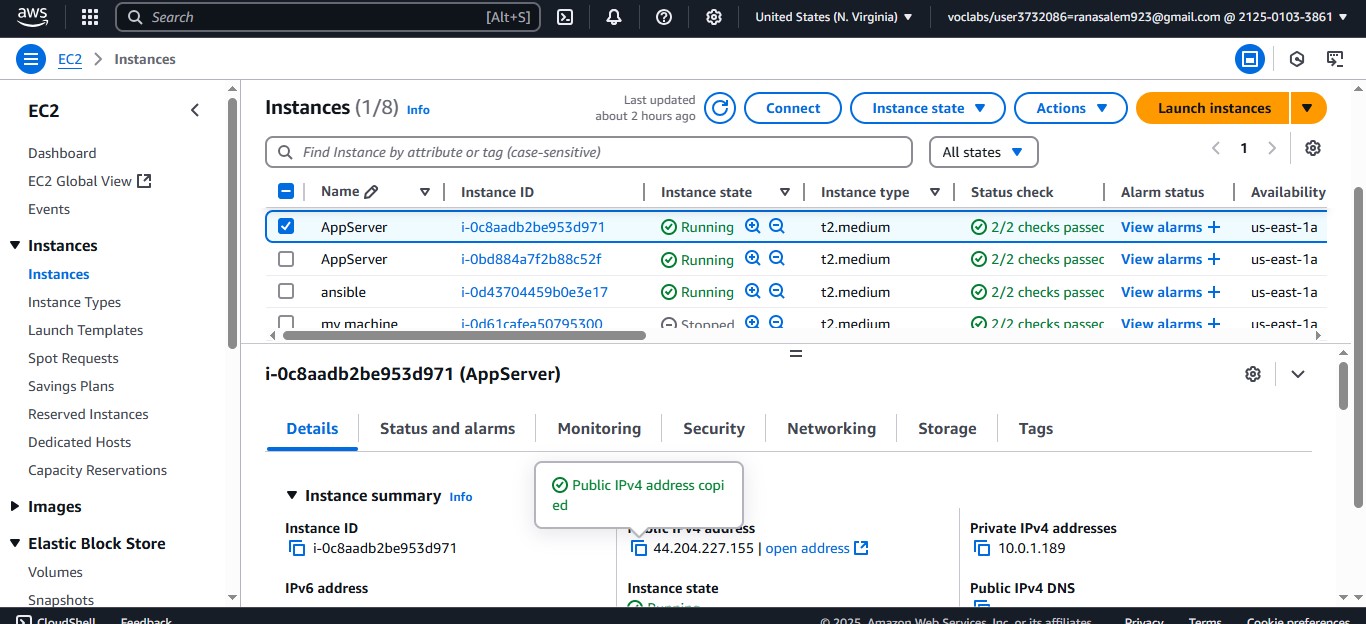 aws
Search [Alt+S]
United States (N. Virginia)
voclabs/user3732086=ranasalem923@gmail.com @ 2125-0103-3861
EC2 > Instances
EC2
Dashboard
EC2 Global View
Events
Instances
Instances
Instance Types
Launch Templates
Spot Requests
Savings Plans
Reserved Instances
Dedicated Hosts
Capacity Reservations
Images
Elastic Block Store
Volumes
Snapshots
Instances (1/8) Info
Last updated
about 2 hours ago
Connect
Instance state
Actions
Launch instances
Find Instance by attribute or tag (case-sensitive)
All states
1
Name Instance ID Instance state Instance type Status check Alarm status Availability
AppServer i-0c8aadb2be953d971 Running t2.medium 2/2 checks passec View alarms + us-east-1a
AppServer i-0bd884a7f2b88c52f Running t2.medium 2/2 checks passec View alarms + us-east-1a
ansible i-0d43704459b0e3e17 Running t2.medium 2/2 checks passec View alarms + us-east-1a
my machine i-0d61cafea50795300 Stopped t2.medium 2/2 checks passec View alarms + us-east-1a
i-0c8aadb2be953d971 (AppServer)
Details Status and alarms Monitoring Security Networking Storage Tags
Public IPv4 address copi
ed
Instance summary Info
Instance ID
i-0c8aadb2be953d971
Public IPv4 address
44.204.227.155 | open address
Private IPv4 addresses
10.0.1.189
IPv6 address
Instance state
Running
Public IPv4 DNS
CloudShell Feedback
© 2025, Amazon Web Services, Inc. or its affiliates. Privacy Terms Cookie preferences